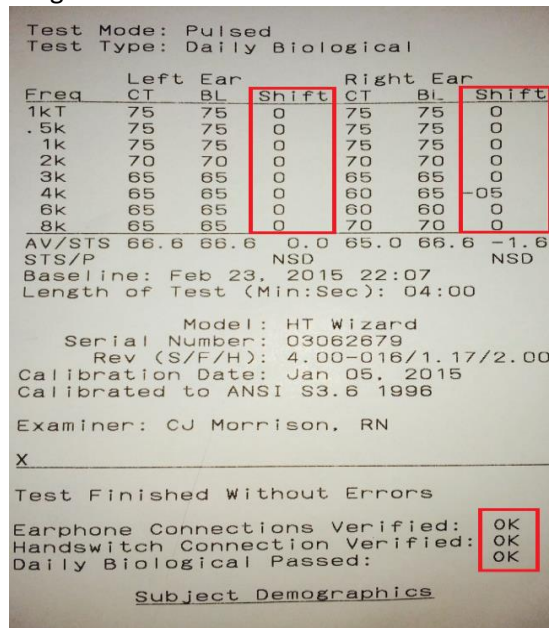 Test Mode: Pulsed
Test Type: Daily Biological
Left Ear Right Ear
Freq CT BL Shift CT BL Shift
1kT 75 75 0 75 75 0
.5k 75 75 0 75 75 0
1k 75 75 0 75 75 0
2k 70 70 0 70 70 0
3k 65 65 0 65 65 0
4k 65 65 0 60 65 -05
6k 65 65 0 60 60 0
8k 65 65 0 70 70 0
AV/STS 66.6 66.6 0.0 65.0 66.6 -1.6
STS/P NSD NSD
Baseline: Feb 23, 2015 22:07
Length of Test (Min:Sec): 04:00
Model: HT Wizard
Serial Number: 03062679
Rev (S/F/H): 4.00-016/1.17/2.00
Calibration Date: Jan 05, 2015
Calibrated to ANSI S3.6 1996
Examiner: CJ Morrison, RN
X
Test Finished Without Errors
Earphone Connections Verified: OK
Handswitch Connection Verified: OK
Daily Biological Passed: OK
Subject Demographics